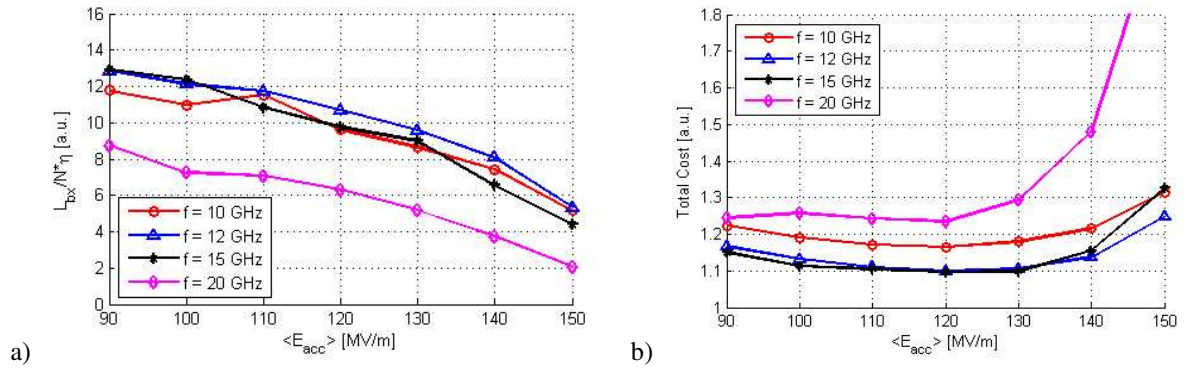 16
14
12
10
8
6
4
2
0
L_bx/N*η [a.u.]
f = 10 GHz
f = 12 GHz
f = 15 GHz
f = 20 GHz
90 100 110 120 130 140 150
<E_acc> [MV/m]
a)
1.8
1.7
1.6
1.5
1.4
1.3
1.2
1.1
1
Total Cost [a.u.]
f = 10 GHz
f = 12 GHz
f = 15 GHz
f = 20 GHz
90 100 110 120 130 140 150
<E_acc> [MV/m]
b)